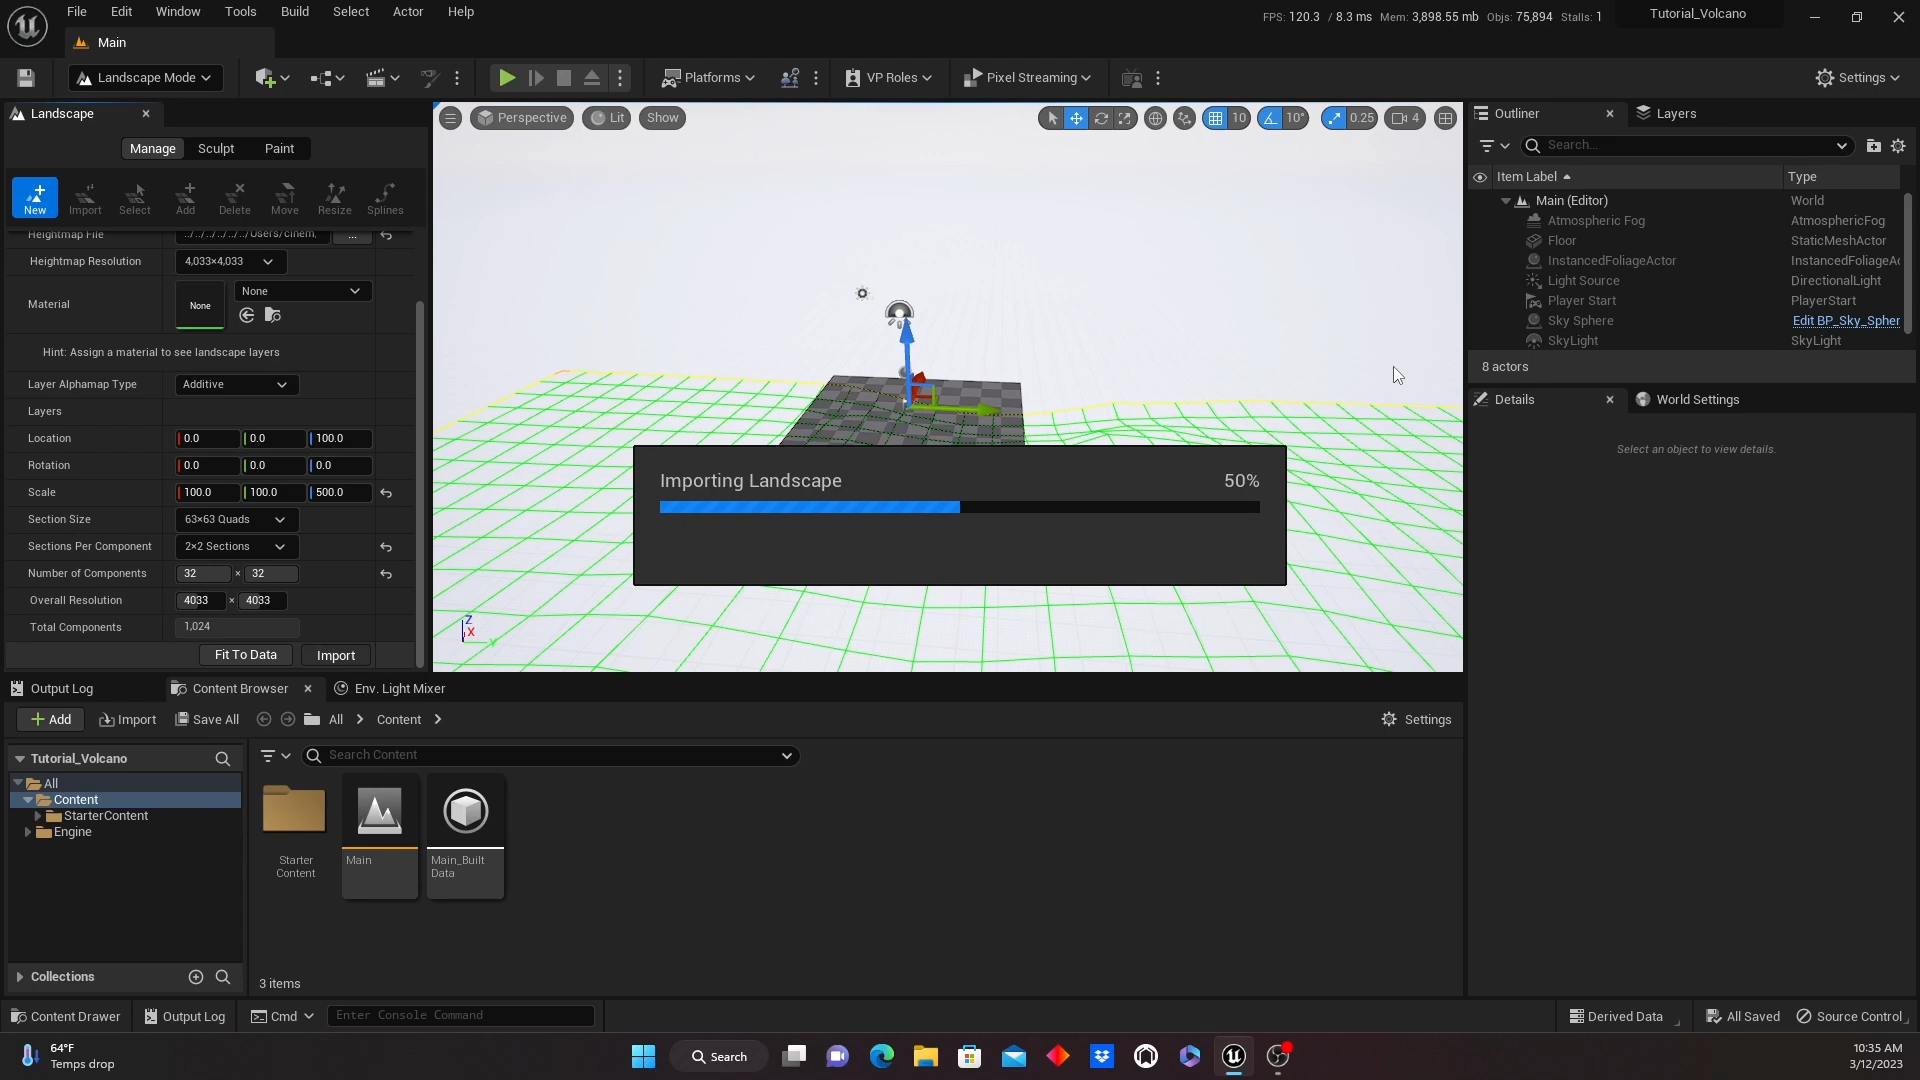 File Edit Window Tools Build Select Actor Help
FPS: 120.3 / 8.3 ms Mem: 3,898.55 mb Objs: 75,894 Stalls: 1
Tutorial_Volcano
Main
Landscape Mode
Platforms
VP Roles
Pixel Streaming
Settings
Landscape
Manage Sculpt Paint
New Import Select Add Delete Move Resize Splines
Heightmap File ../../../../../../Users/cinem, ...
Heightmap Resolution 4,033×4,033
Material None None
Hint: Assign a material to see landscape layers
Layer Alphamap Type Additive
Layers
Location 0.0 0.0 100.0
Rotation 0.0 0.0 0.0
Scale 100.0 100.0 500.0
Section Size 63×63 Quads
Sections Per Component 2×2 Sections
Number of Components 32 × 32
Overall Resolution 4033 × 4033
Total Components 1,024
Fit To Data Import
Perspective Lit Show
10 10° 0.25 4
Importing Landscape 50%
Z
X
Y
Outliner Layers
Search...
Item Label Type
Main (Editor) World
Atmospheric Fog AtmosphericFog
Floor StaticMeshActor
InstancedFoliageActor InstancedFoliageAc
Light Source DirectionalLight
Player Start PlayerStart
Sky Sphere Edit BP_Sky_Spher
SkyLight SkyLight
8 actors
Details World Settings
Select an object to view details.
Output Log Content Browser Env. Light Mixer
Add Import Save All All Content Settings
Tutorial_Volcano
Search Content
All
Content
StarterContent
Engine
Starter
Content
Main
Main_Built
Data
Collections
3 items
Content Drawer Output Log Cmd Enter Console Command Derived Data All Saved Source Control
64°F
Temps drop
Search
10:35 AM
3/12/2023